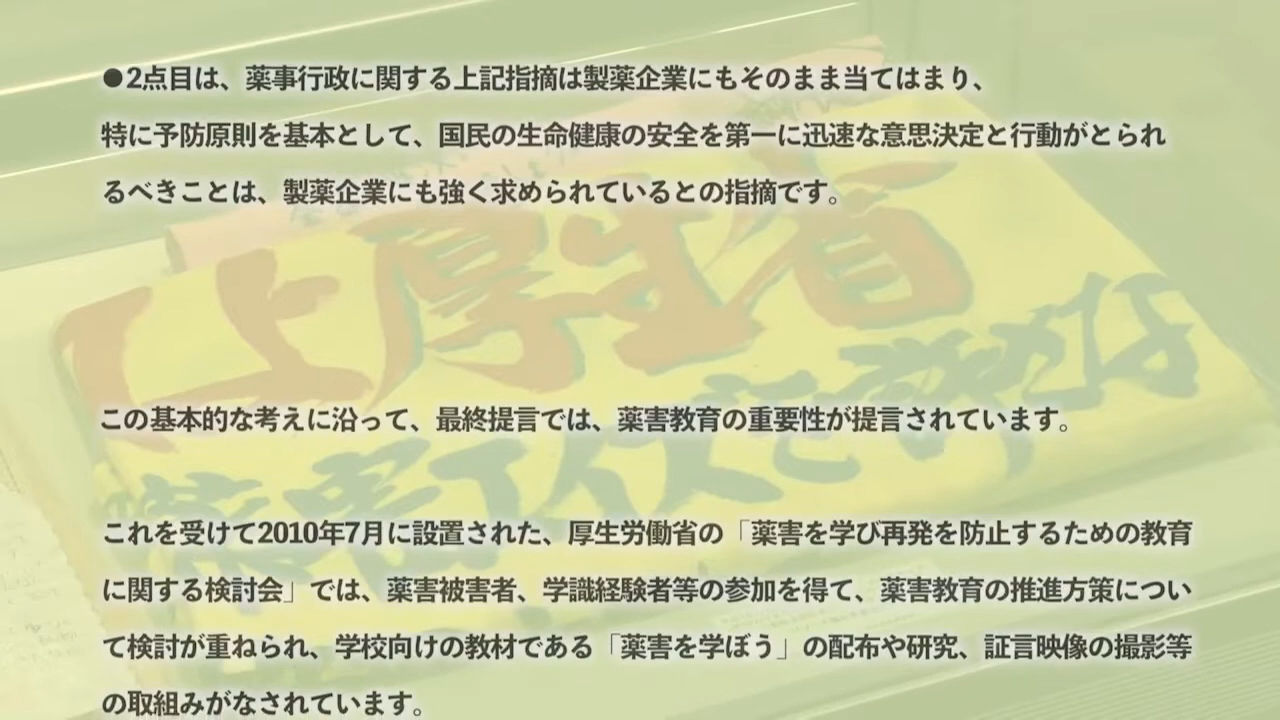 ●2点目は、薬事行政に関する上記指摘は製薬企業にもそのまま当てはまり、
特に予防原則を基本として、国民の生命健康の安全を第一に迅速な意思決定と行動がとられ
るべきことは、製薬企業にも強く求められているとの指摘です。
上厚生省
薬害エイズを許すな
この基本的な考えに沿って、最終提言では、薬害教育の重要性が提言されています。
これを受けて2010年7月に設置された、厚生労働省の「薬害を学び再発を防止するための教育
に関する検討会」では、薬害被害者、学識経験者等の参加を得て、薬害教育の推進方策につい
て検討が重ねられ、学校向けの教材である「薬害を学ぼう」の配布や研究、証言映像の撮影等
の取組みがなされています。